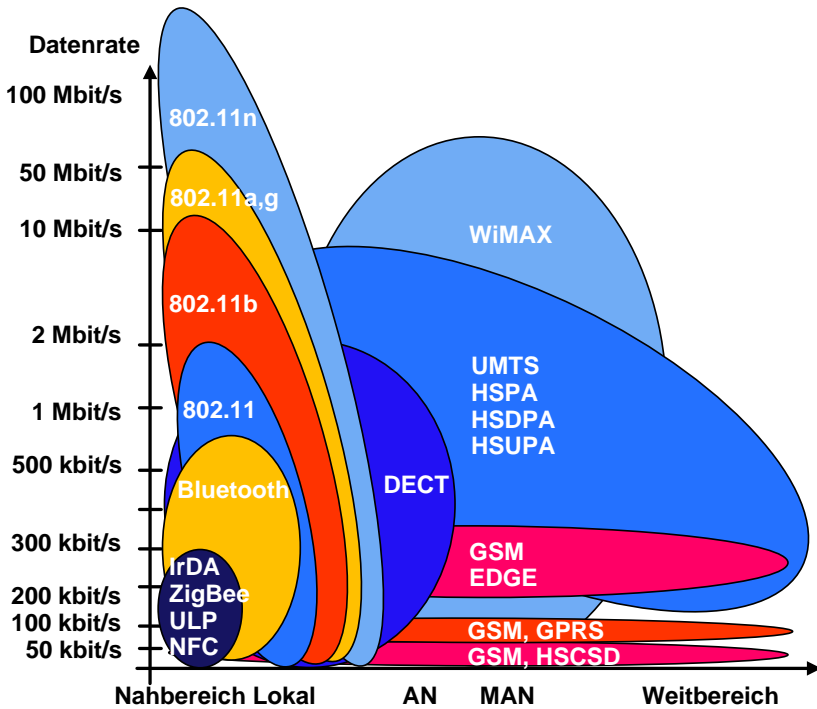 Datenrate
100 Mbit/s
50 Mbit/s
10 Mbit/s
2 Mbit/s
1 Mbit/s
500 kbit/s
300 kbit/s
200 kbit/s
100 kbit/s
50 kbit/s
802.11n
802.11a,g
802.11b
802.11
Bluetooth
IrDA
ZigBee
ULP
NFC
DECT
WiMAX
UMTS
HSPA
HSDPA
HSUPA
GSM
EDGE
GSM, GPRS
GSM, HSCSD
Nahbereich Lokal AN MAN Weitbereich